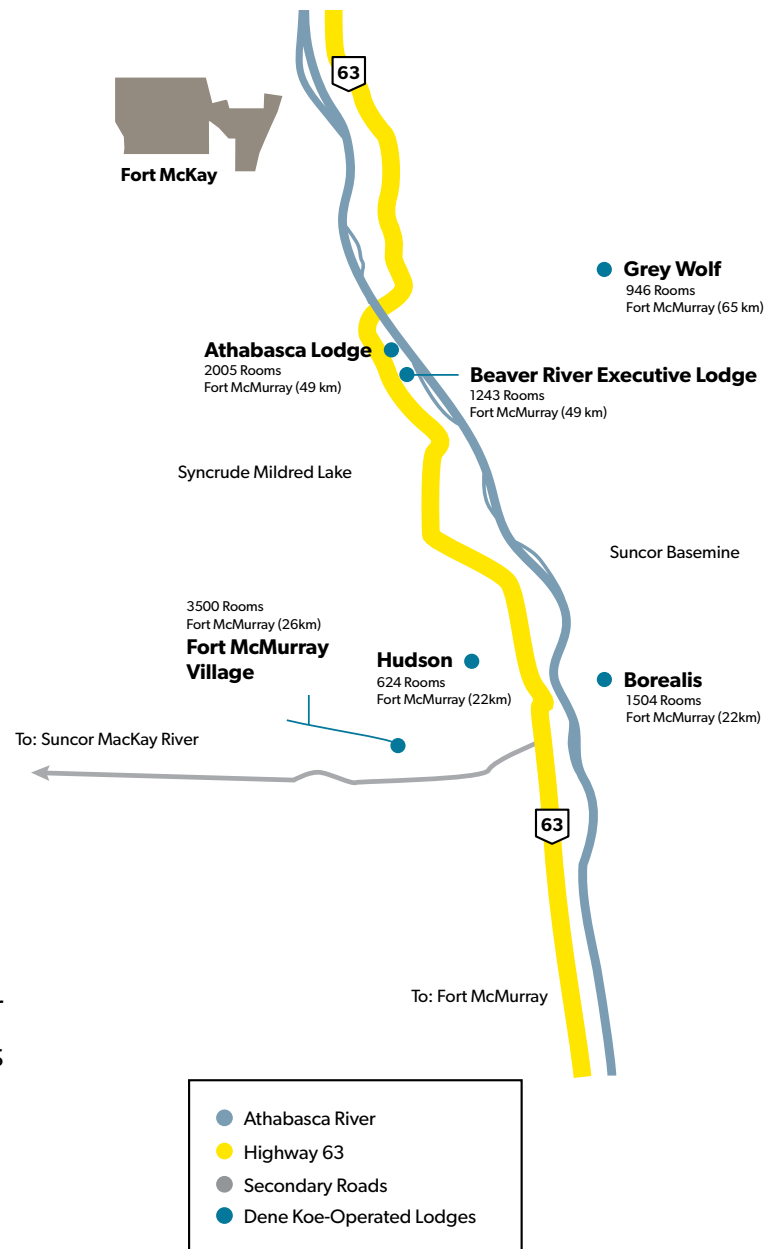 63
Fort McKay
Grey Wolf
946 Rooms
Fort McMurray (65 km)
Athabasca Lodge
2005 Rooms
Fort McMurray (49 km)
Beaver River Executive Lodge
1243 Rooms
Fort McMurray (49 km)
Syncrude Mildred Lake
Suncor Basemine
3500 Rooms
Fort McMurray (26km)
Fort McMurray
Village
Hudson
624 Rooms
Fort McMurray (22km)
Borealis
1504 Rooms
Fort McMurray (22km)
To: Suncor MacKay River
63
To: Fort McMurray
Athabasca River
Highway 63
Secondary Roads
Dene Koe-Operated Lodges